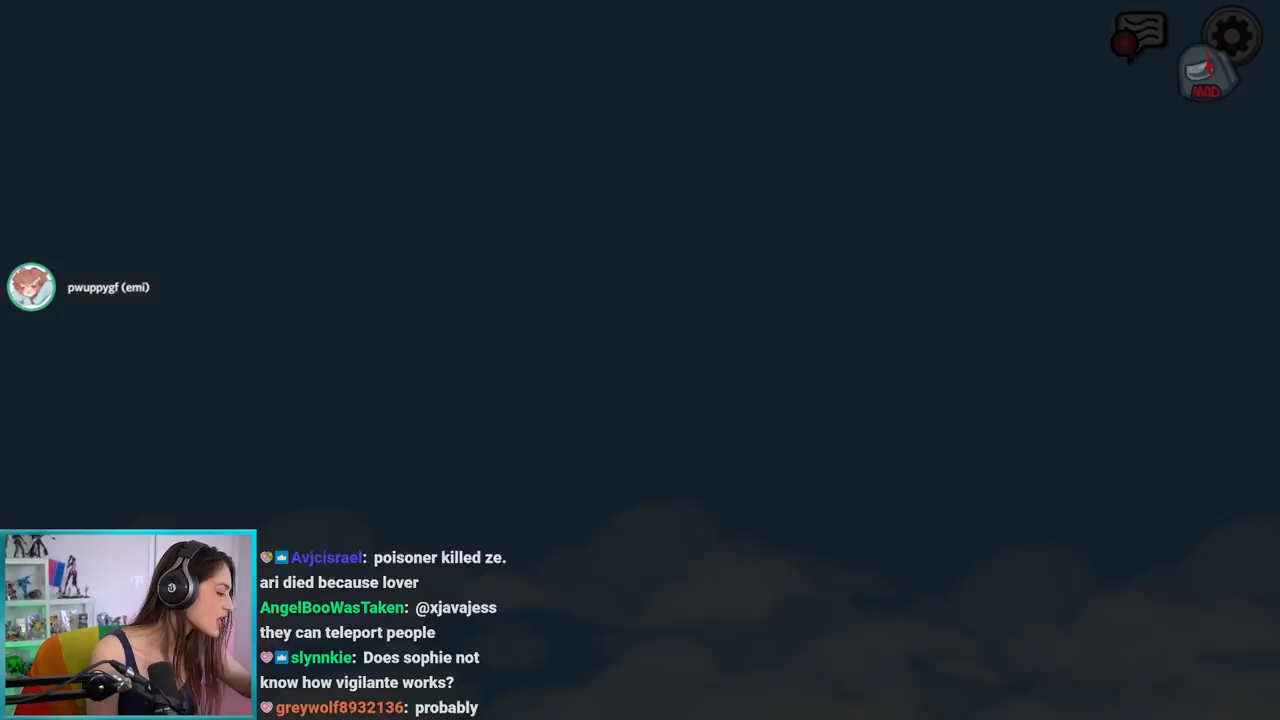 MOD
pwuppygf (emi)
Avjcisrael: poisoner killed ze.
ari died because lover
AngelBooWasTaken: @xjavajess
they can teleport people
slynnkie: Does sophie not
know how vigilante works?
greywolf8932136: probably